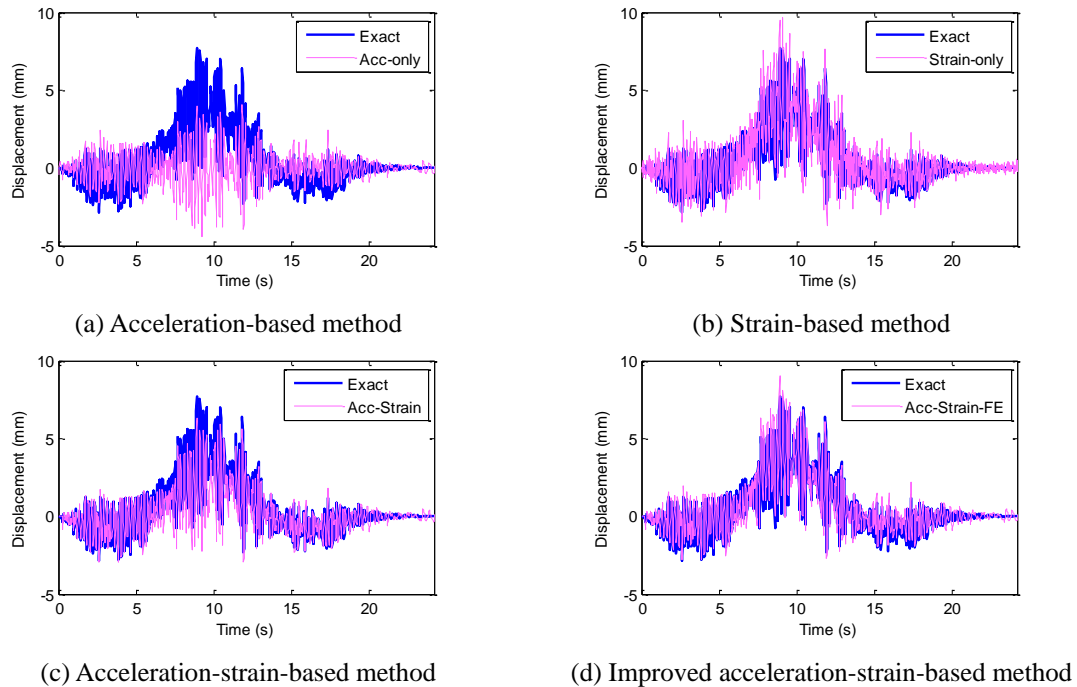 10
5
0
-5
Displacement (mm)
0 5 10 15 20
Time (s)
Exact
Acc-only
(a) Acceleration-based method
10
5
0
-5
Displacement (mm)
0 5 10 15 20
Time (s)
Exact
Strain-only
(b) Strain-based method
10
5
0
-5
Displacement (mm)
0 5 10 15 20
Time (s)
Exact
Acc-Strain
(c) Acceleration-strain-based method
10
5
0
-5
Displacement (mm)
0 5 10 15 20
Time (s)
Exact
Acc-Strain-FE
(d) Improved acceleration-strain-based method